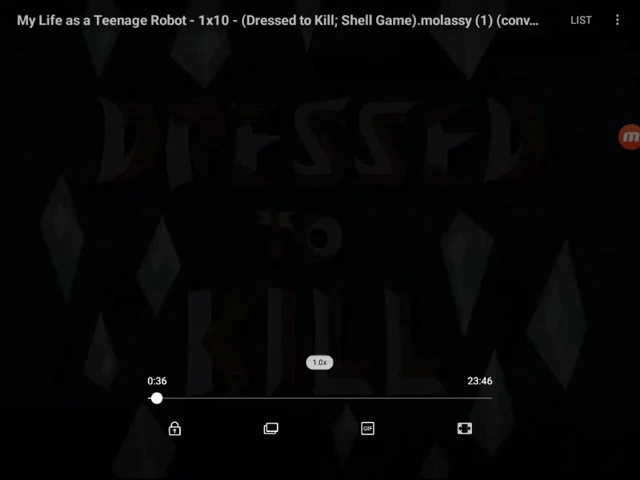 My Life as a Teenage Robot - 1x10 - (Dressed to Kill; Shell Game).molassy (1) (conv...
LIST
DRESSED
TO
KILL
1.0x
0:36
23:46
GIF
m